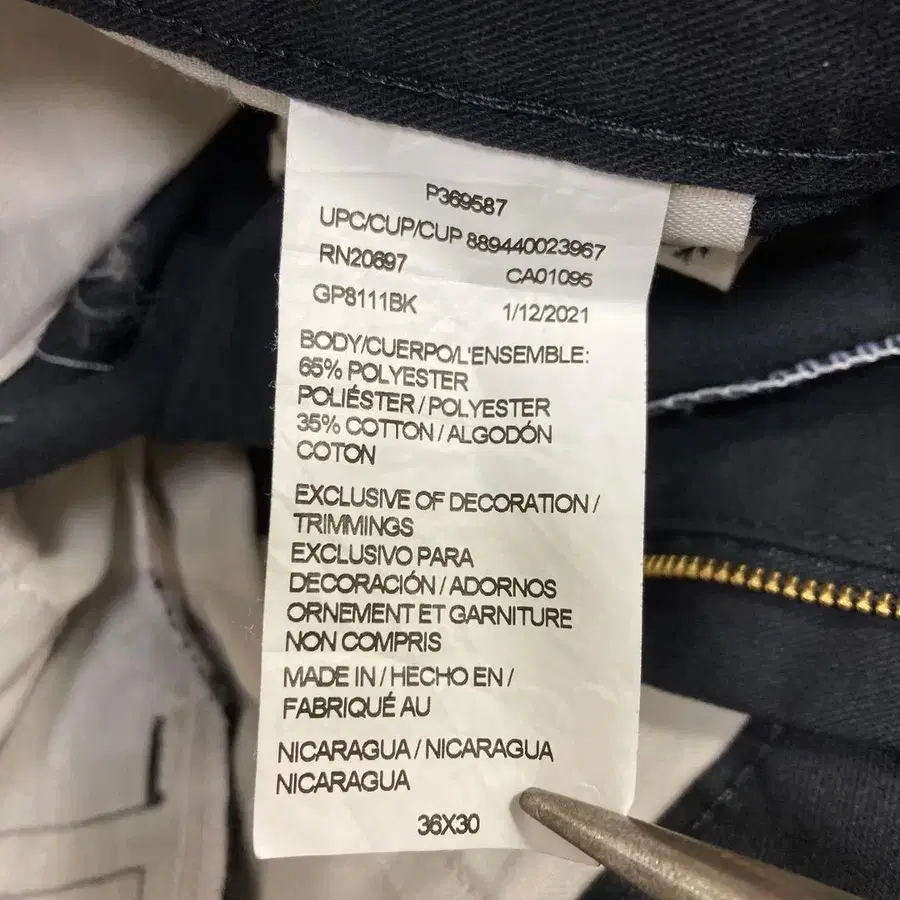 P369587
UPC/CUP/CUP 889440023967
RN20697 CA01095
GP8111BK 1/12/2021
BODY/CUERPO/L'ENSEMBLE:
65% POLYESTER
POLIÉSTER / POLYESTER
35% COTTON / ALGODÓN
COTON
EXCLUSIVE OF DECORATION /
TRIMMINGS
EXCLUSIVO PARA
DECORACIÓN / ADORNOS
ORNEMENT ET GARNITURE
NON COMPRIS
MADE IN / HECHO EN /
FABRIQUÉ AU
NICARAGUA / NICARAGUA
NICARAGUA
36X30